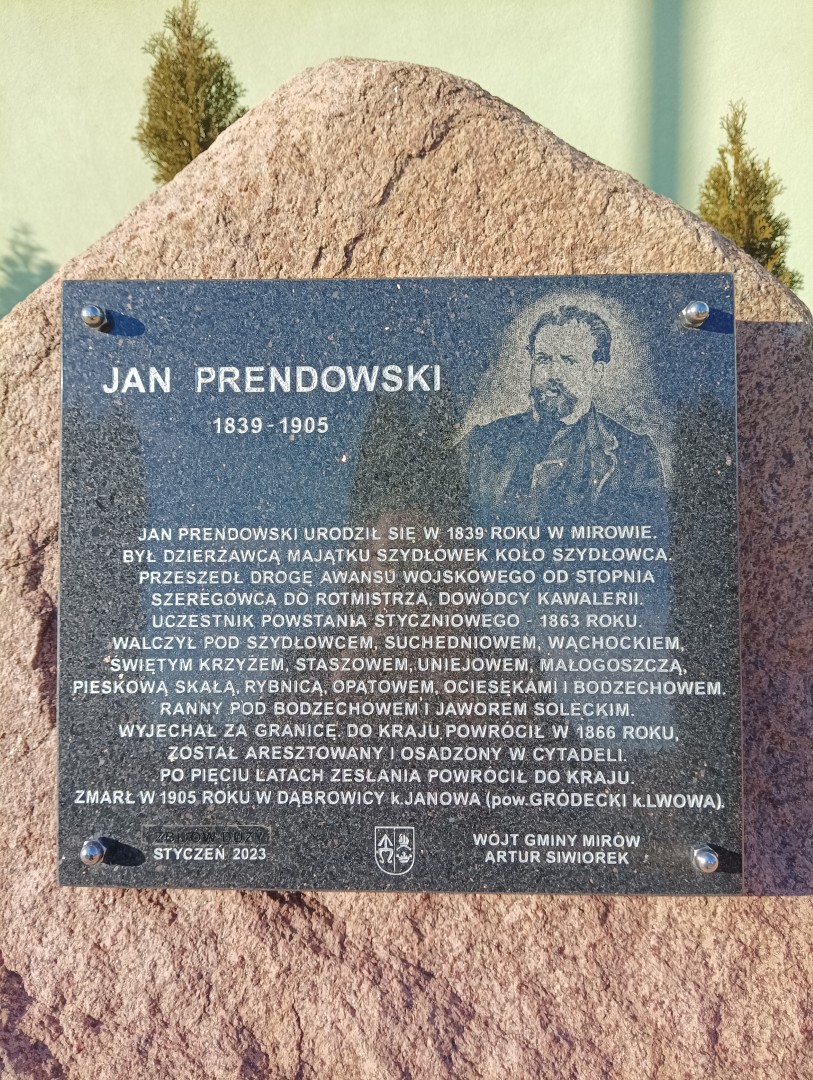 JAN PRENDOWSKI
1839 - 1905
JAN PRENDOWSKI URODZIŁ SIĘ W 1839 ROKU W MIROWIE.
BYŁ DZIERŻAWCĄ MAJĄTKU SZYDŁÓWEK KOŁO SZYDŁOWCA.
PRZESZEDŁ DROGĘ AWANSU WOJSKOWEGO OD STOPNIA
SZEREGOWCA DO ROTMISTRZA, DOWÓDCY KAWALERII.
UCZESTNIK POWSTANIA STYCZNIOWEGO - 1863 ROKU.
WALCZYŁ POD SZYDŁOWCEM, SUCHEDNIOWEM, WĄCHOCKIEM,
ŚWIĘTYM KRZYŻEM, STASZOWEM, UNIEJOWEM, MAŁOGOSZCZĄ,
PIESKOWĄ SKAŁĄ, RYBNICĄ, OPATOWEM, OCIESĘKAMI I BODZECHOWEM.
RANNY POD BODZECHOWEM I JAWOREM SOLECKIM.
WYJECHAŁ ZA GRANICĘ. DO KRAJU POWRÓCIŁ W 1866 ROKU,
ZOSTAŁ ARESZTOWANY I OSADZONY W CYTADELI.
PO PIĘCIU LATACH ZESŁANIA POWRÓCIŁ DO KRAJU.
ZMARŁ W 1905 ROKU W DĄBROWICY k.JANOWA (pow.GRÓDECKI k.LWOWA).
STYCZEŃ 2023
WÓJT GMINY MIRÓW
ARTUR SIWIOREK